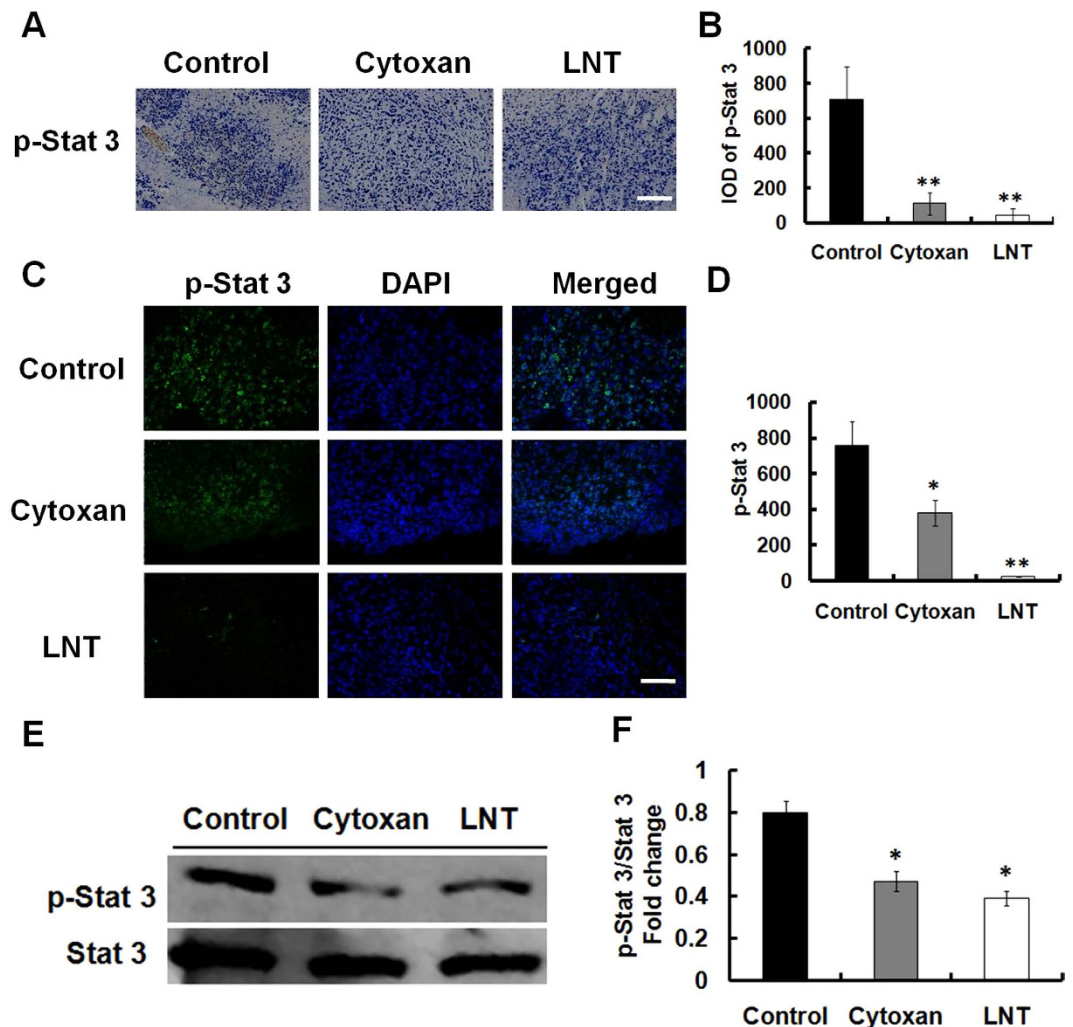 A
Control Cytoxan LNT
p-Stat 3
B
1000
800
600
400
200
0
IOD of p-Stat 3
** **
Control Cytoxan LNT
C
p-Stat 3 DAPI Merged
Control
Cytoxan
LNT
D
1000
800
600
400
200
0
p-Stat 3
* **
Control Cytoxan LNT
E
Control Cytoxan LNT
p-Stat 3
Stat 3
F
1
0.8
0.6
0.4
0.2
0
p-Stat 3/Stat 3
Fold change
* *
Control Cytoxan LNT